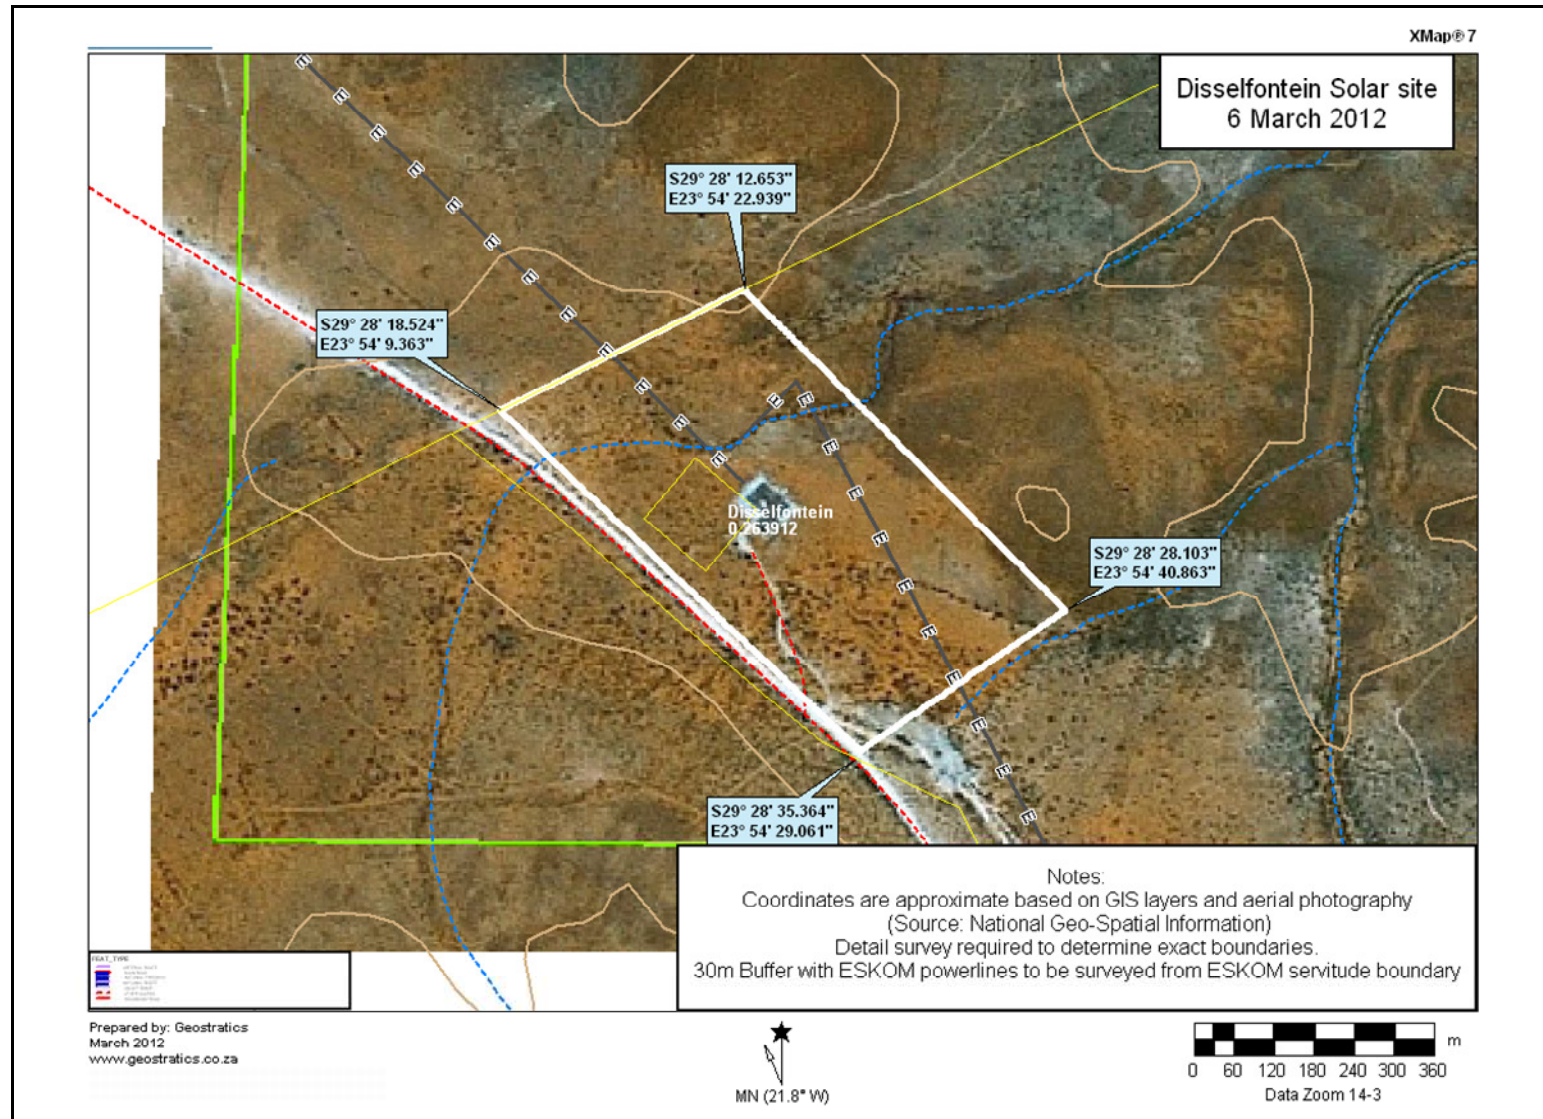 XMap® 7
Disselfontein Solar site
6 March 2012
S29° 28' 12.653"
E23° 54' 22.939"
S29° 28' 18.524"
E23° 54' 9.363"
Disselfontein
0.263912
S29° 28' 28.103"
E23° 54' 40.863"
S29° 28' 35.364"
E23° 54' 29.061"
E E E E E E E E E E E E E E E E E E E E E E E E E
Notes:
Coordinates are approximate based on GIS layers and aerial photography
(Source: National Geo-Spatial Information)
Detail survey required to determine exact boundaries.
30m Buffer with ESKOM powerlines to be surveyed from ESKOM servitude boundary
FEAT_TYPE
Prepared by: Geostratics
March 2012
www.geostratics.co.za
MN (21.8° W)
m
0 60 120 180 240 300 360
Data Zoom 14-3